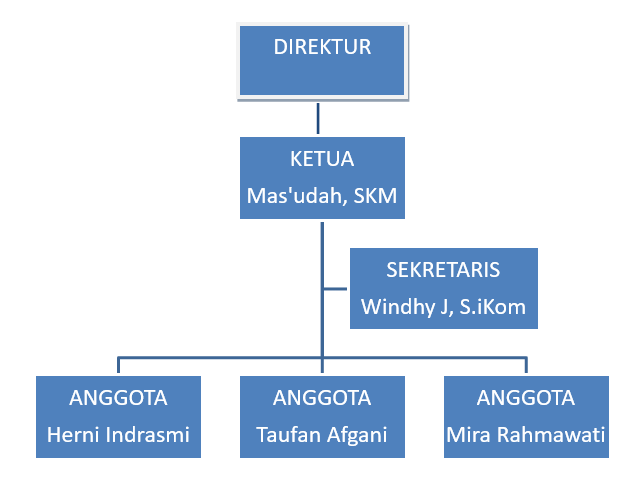 DIREKTUR
KETUA
Mas'udah, SKM
SEKRETARIS
Windhy J, S.iKom
ANGGOTA
Herni Indrasmi
ANGGOTA
Taufan Afgani
ANGGOTA
Mira Rahmawati